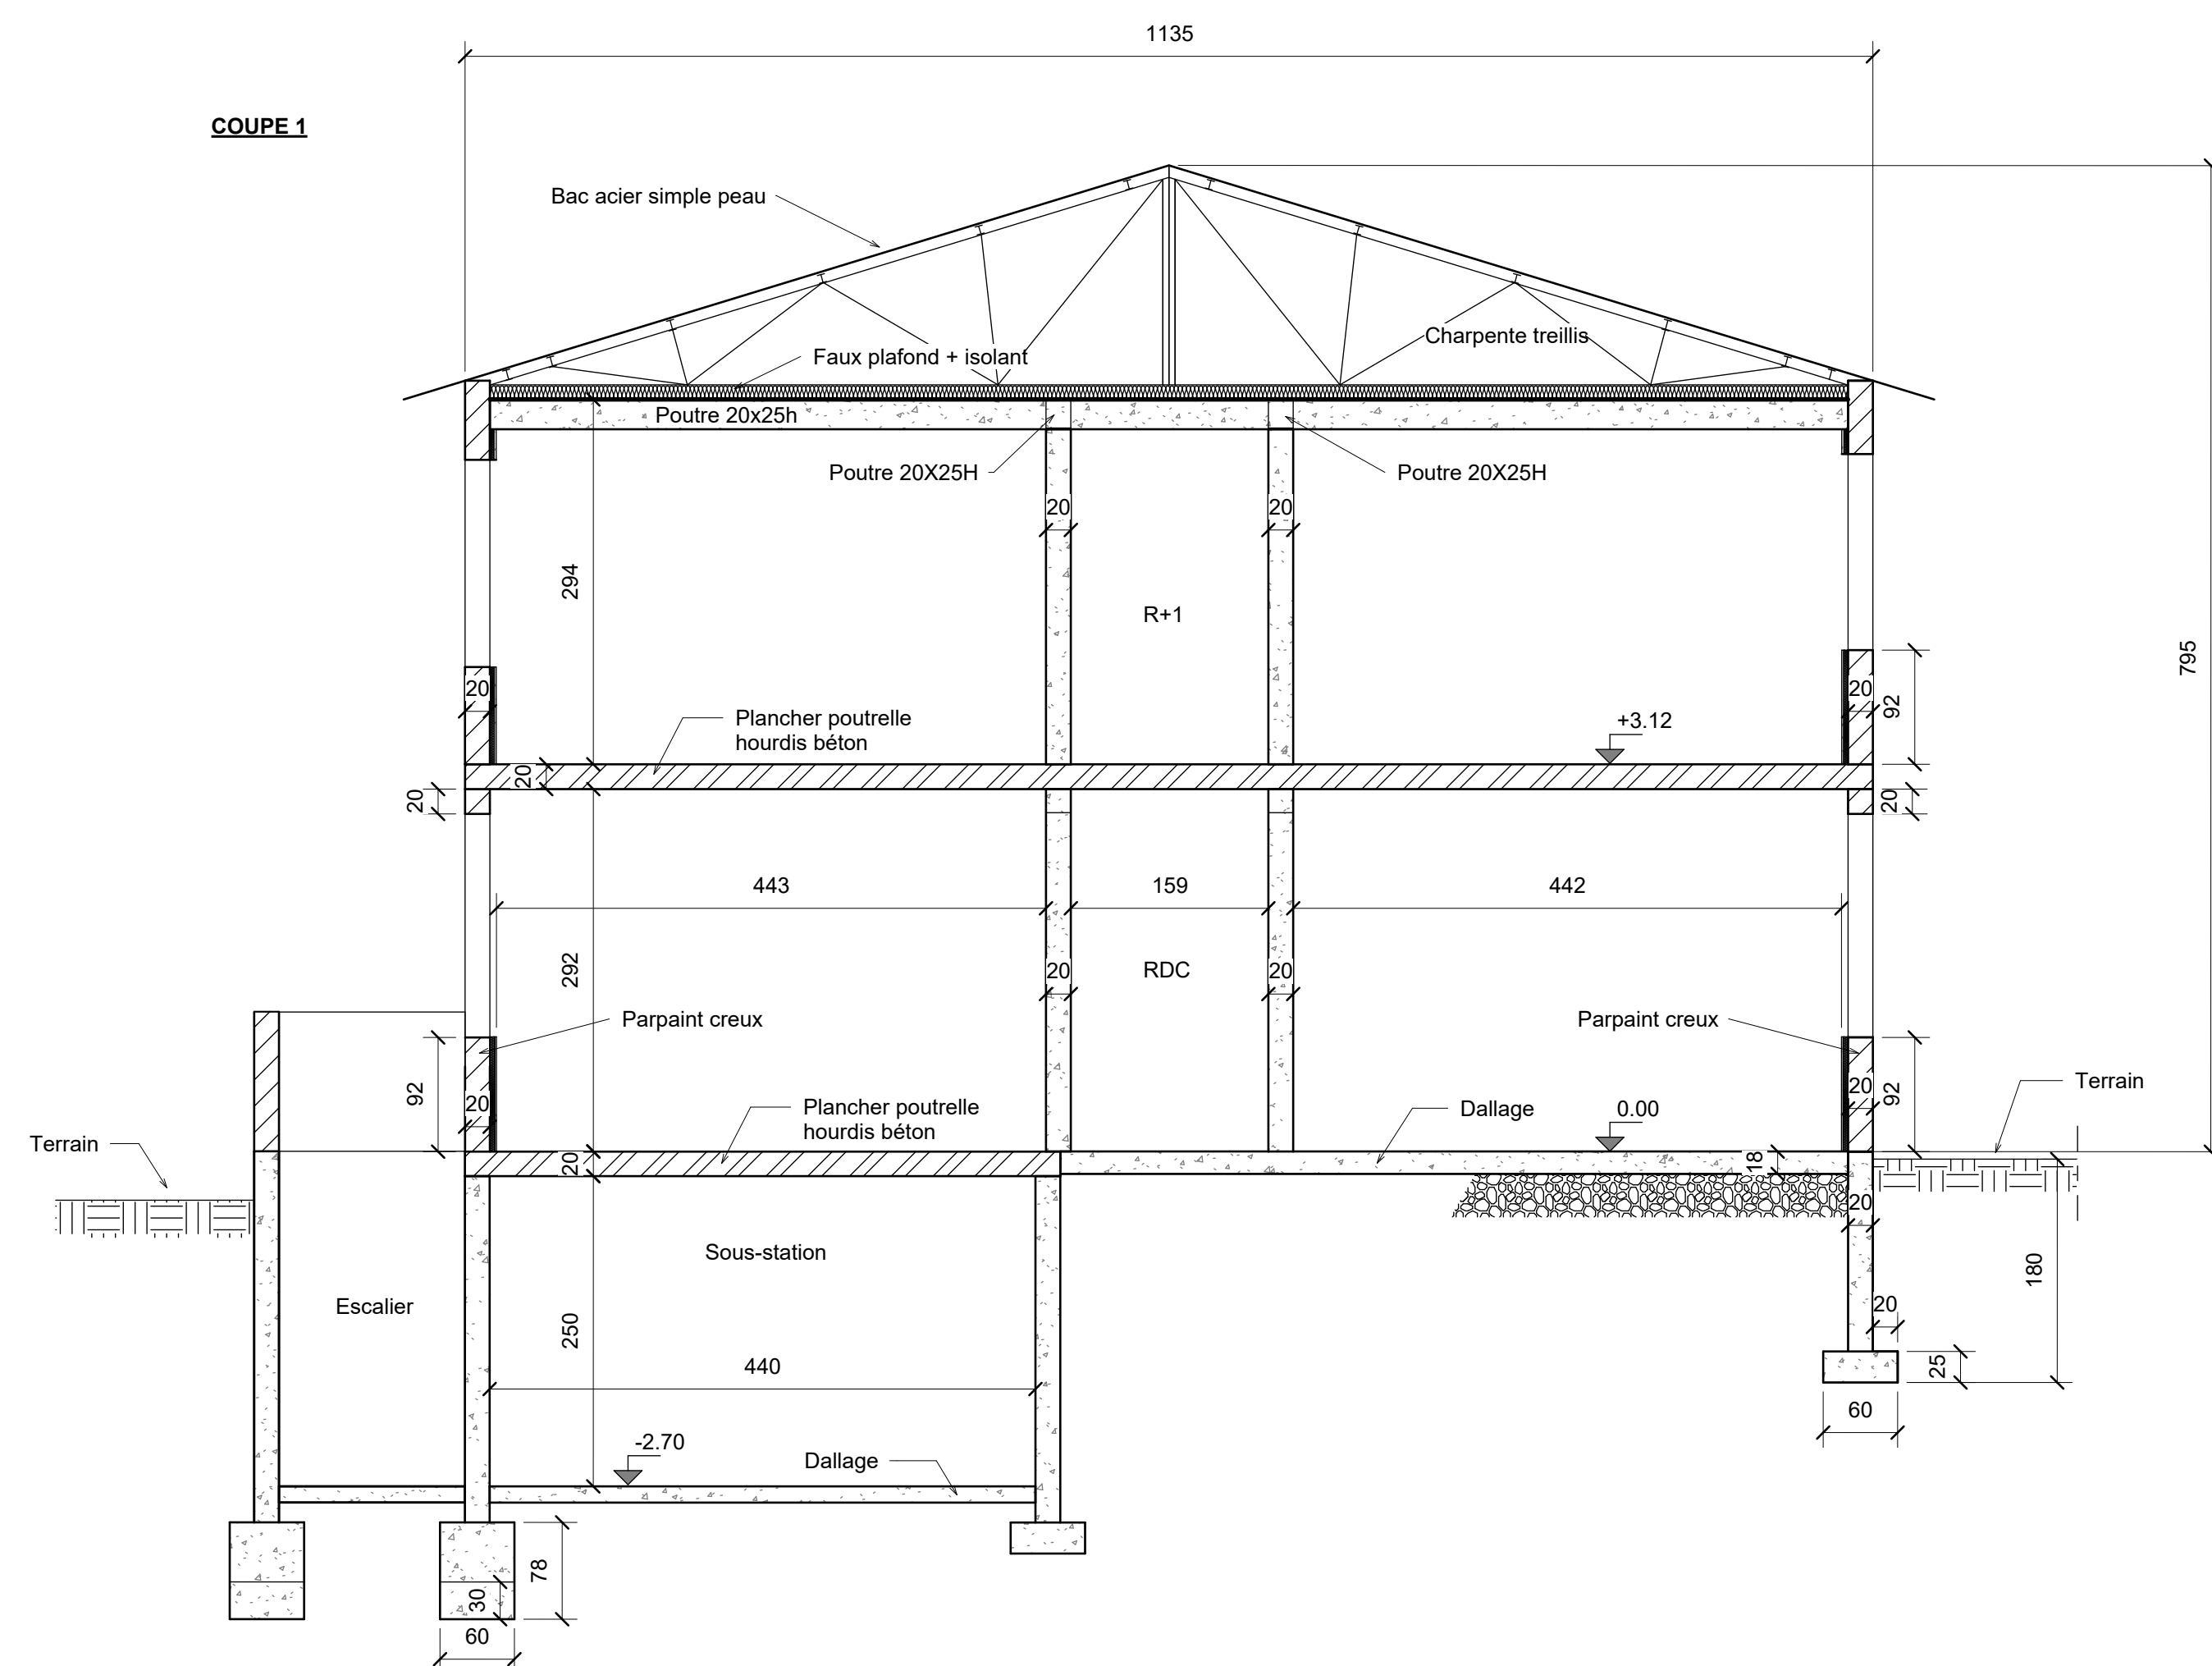 1135
COUPE 1
Bac acier simple peau
Charpente treillis
Faux plafond + isolant
Poutre 20x25h
Poutre 20X25H
Poutre 20X25H
20
20
294
R+1
795
20
20
92
Plancher poutrelle
hourdis béton
+3.12
20
20
20
443
159
442
292
20
RDC
20
Parpaint creux
Parpaint creux
92
20
20
92
Terrain
Plancher poutrelle
hourdis béton
Dallage
0.00
Terrain
20
18
20
Sous-station
180
Escalier
250
20
440
25
60
-2.70
Dallage
78
30
60